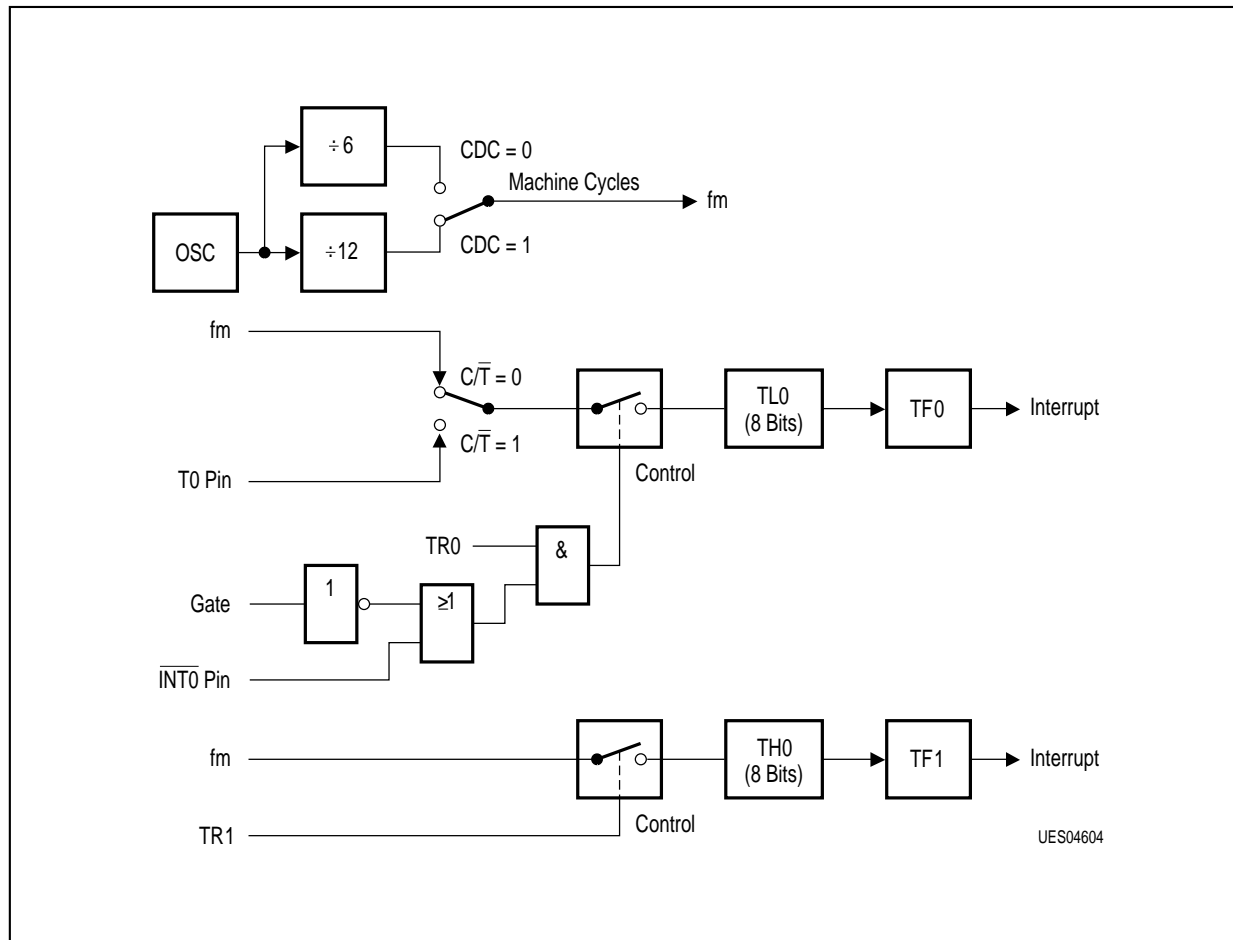 ÷ 6
CDC = 0
Machine Cycles
fm
OSC
÷ 12
CDC = 1
fm
C/T̅ = 0
TL0
(8 Bits)
TF0
Interrupt
C/T̅ = 1
T0 Pin
Control
TR0
&
1
Gate
≥1
I̅N̅T̅0̅ Pin
fm
TH0
(8 Bits)
TF1
Interrupt
TR1
Control
UES04604